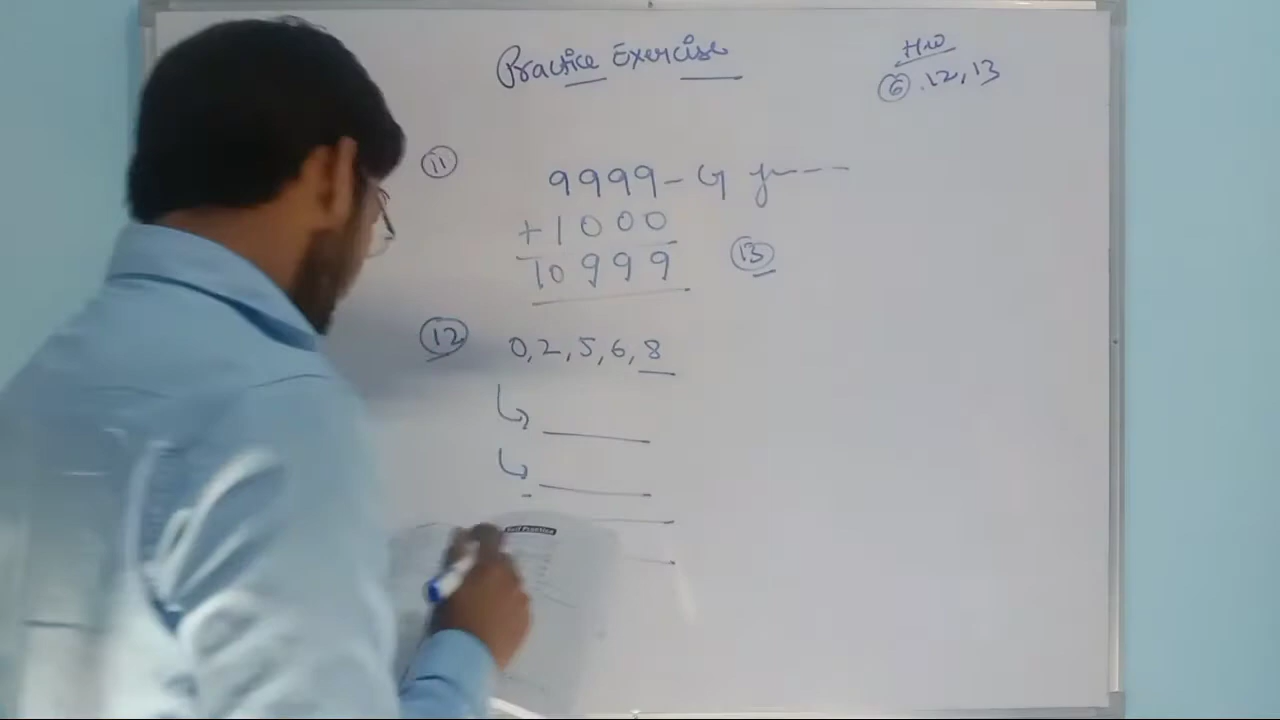 Practice Exercise
H.W
6 .12, 13
11
9999 - G
+1000
10999
13
12
0, 2, 5, 6, 8
Self Practice